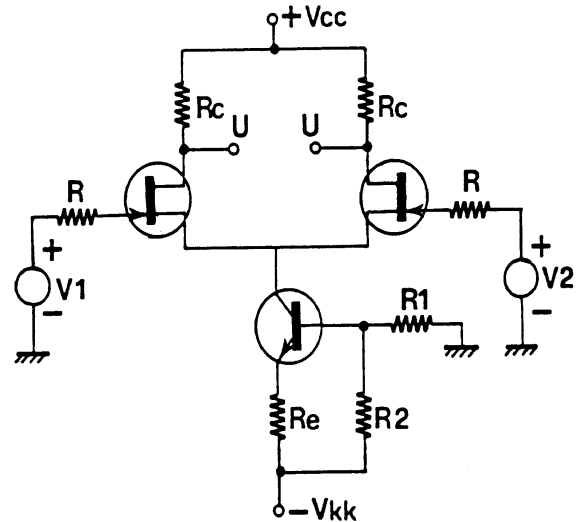 +Vcc
Rc
Rc
U
U
R
R
+
V1
-
+
V2
-
R1
Re
R2
-Vkk